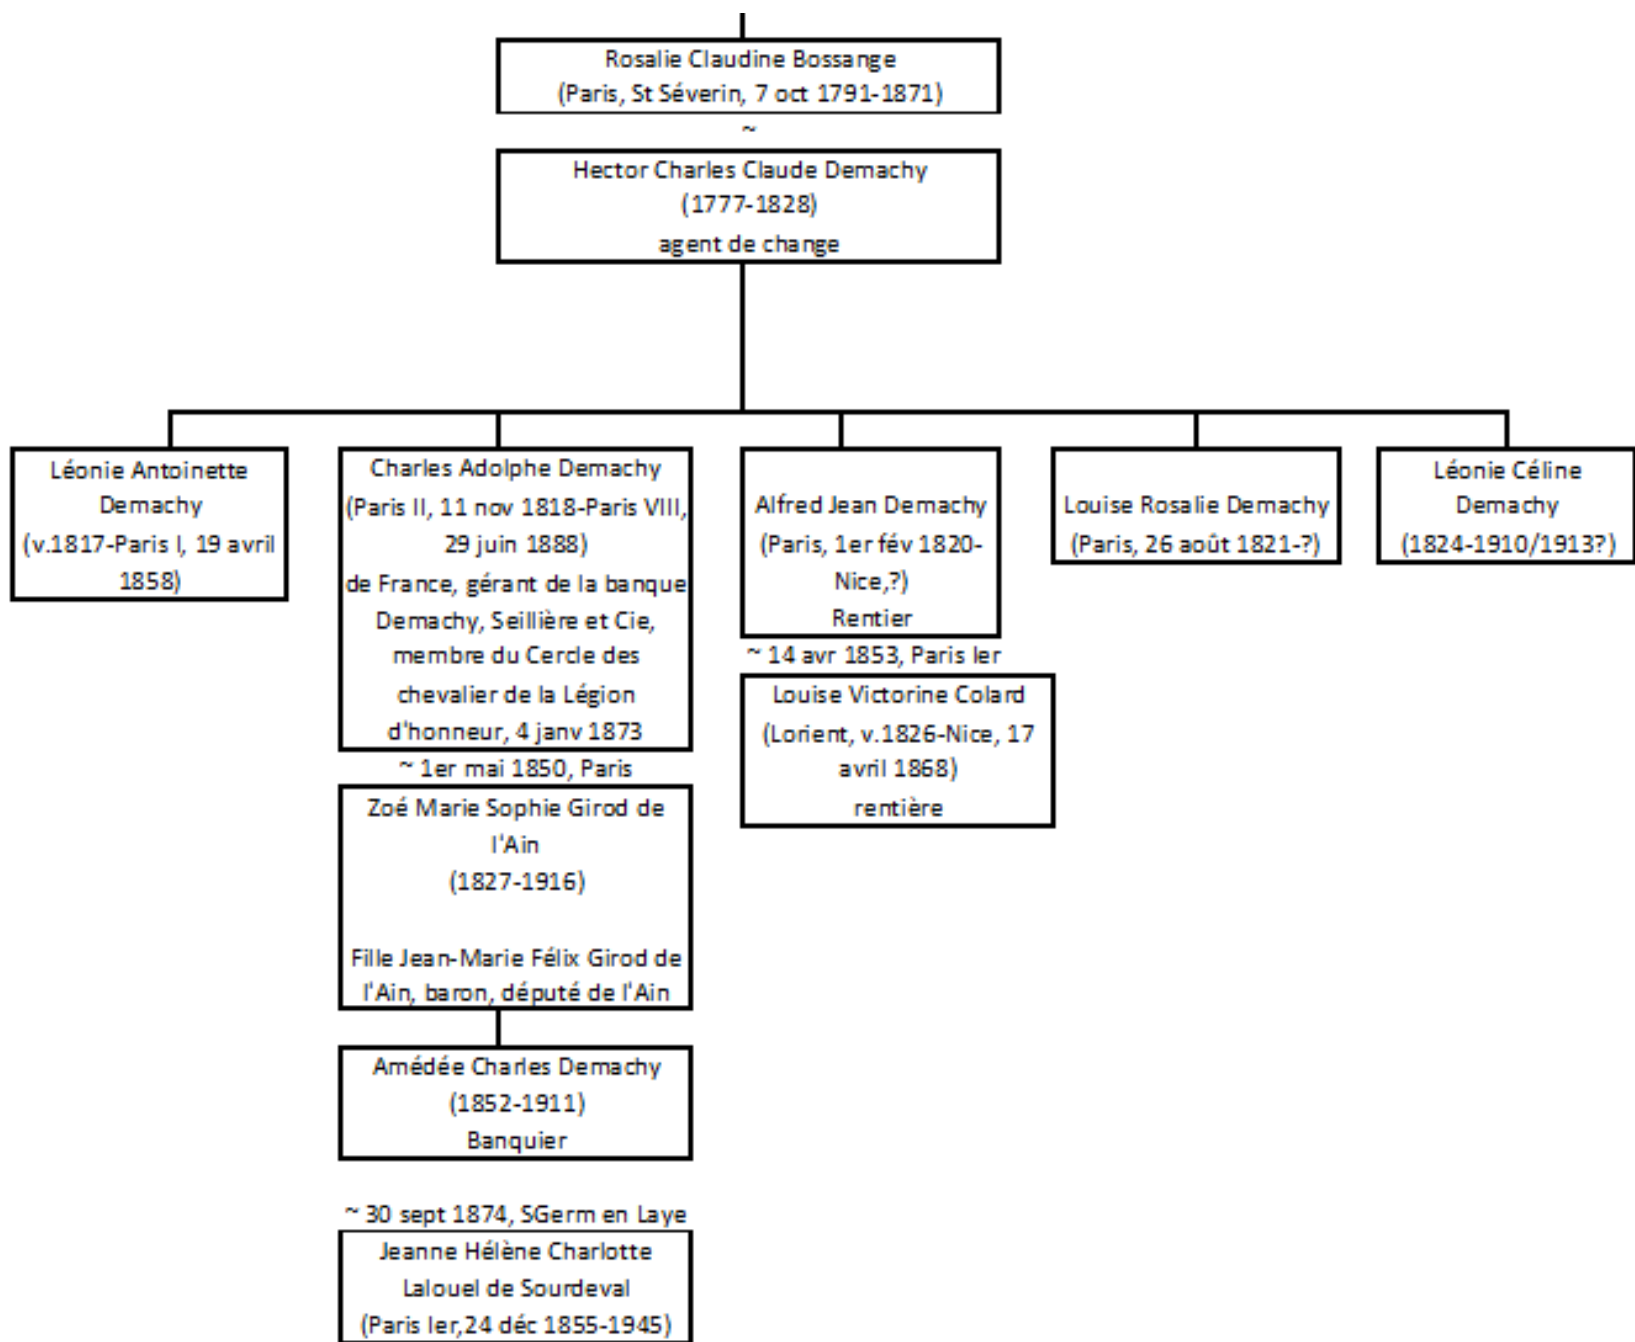 Rosalie Claudine Bossange
(Paris, St Séverin, 7 oct 1791-1871)
~
Hector Charles Claude Demachy
(1777-1828)
agent de change
Léonie Antoinette
Demachy
(v.1817-Paris I, 19 avril
1858)
Charles Adolphe Demachy
(Paris II, 11 nov 1818-Paris VIII,
29 juin 1888)
de France, gérant de la banque
Demachy, Seillière et Cie,
membre du Cercle des
chevalier de la Légion
d'honneur, 4 janv 1873
~ 1er mai 1850, Paris
Zoé Marie Sophie Girod de
l'Ain
(1827-1916)
Fille Jean-Marie Félix Girod de
l'Ain, baron, député de l'Ain
Amédée Charles Demachy
(1852-1911)
Banquier
~ 30 sept 1874, SGerm en Laye
Jeanne Hélène Charlotte
Lalouel de Sourdeval
(Paris Ier,24 déc 1855-1945)
Alfred Jean Demachy
(Paris, 1er fév 1820-
Nice,?)
Rentier
~ 14 avr 1853, Paris Ier
Louise Victorine Colard
(Lorient, v.1826-Nice, 17
avril 1868)
rentière
Louise Rosalie Demachy
(Paris, 26 août 1821-?)
Léonie Céline
Demachy
(1824-1910/1913?)